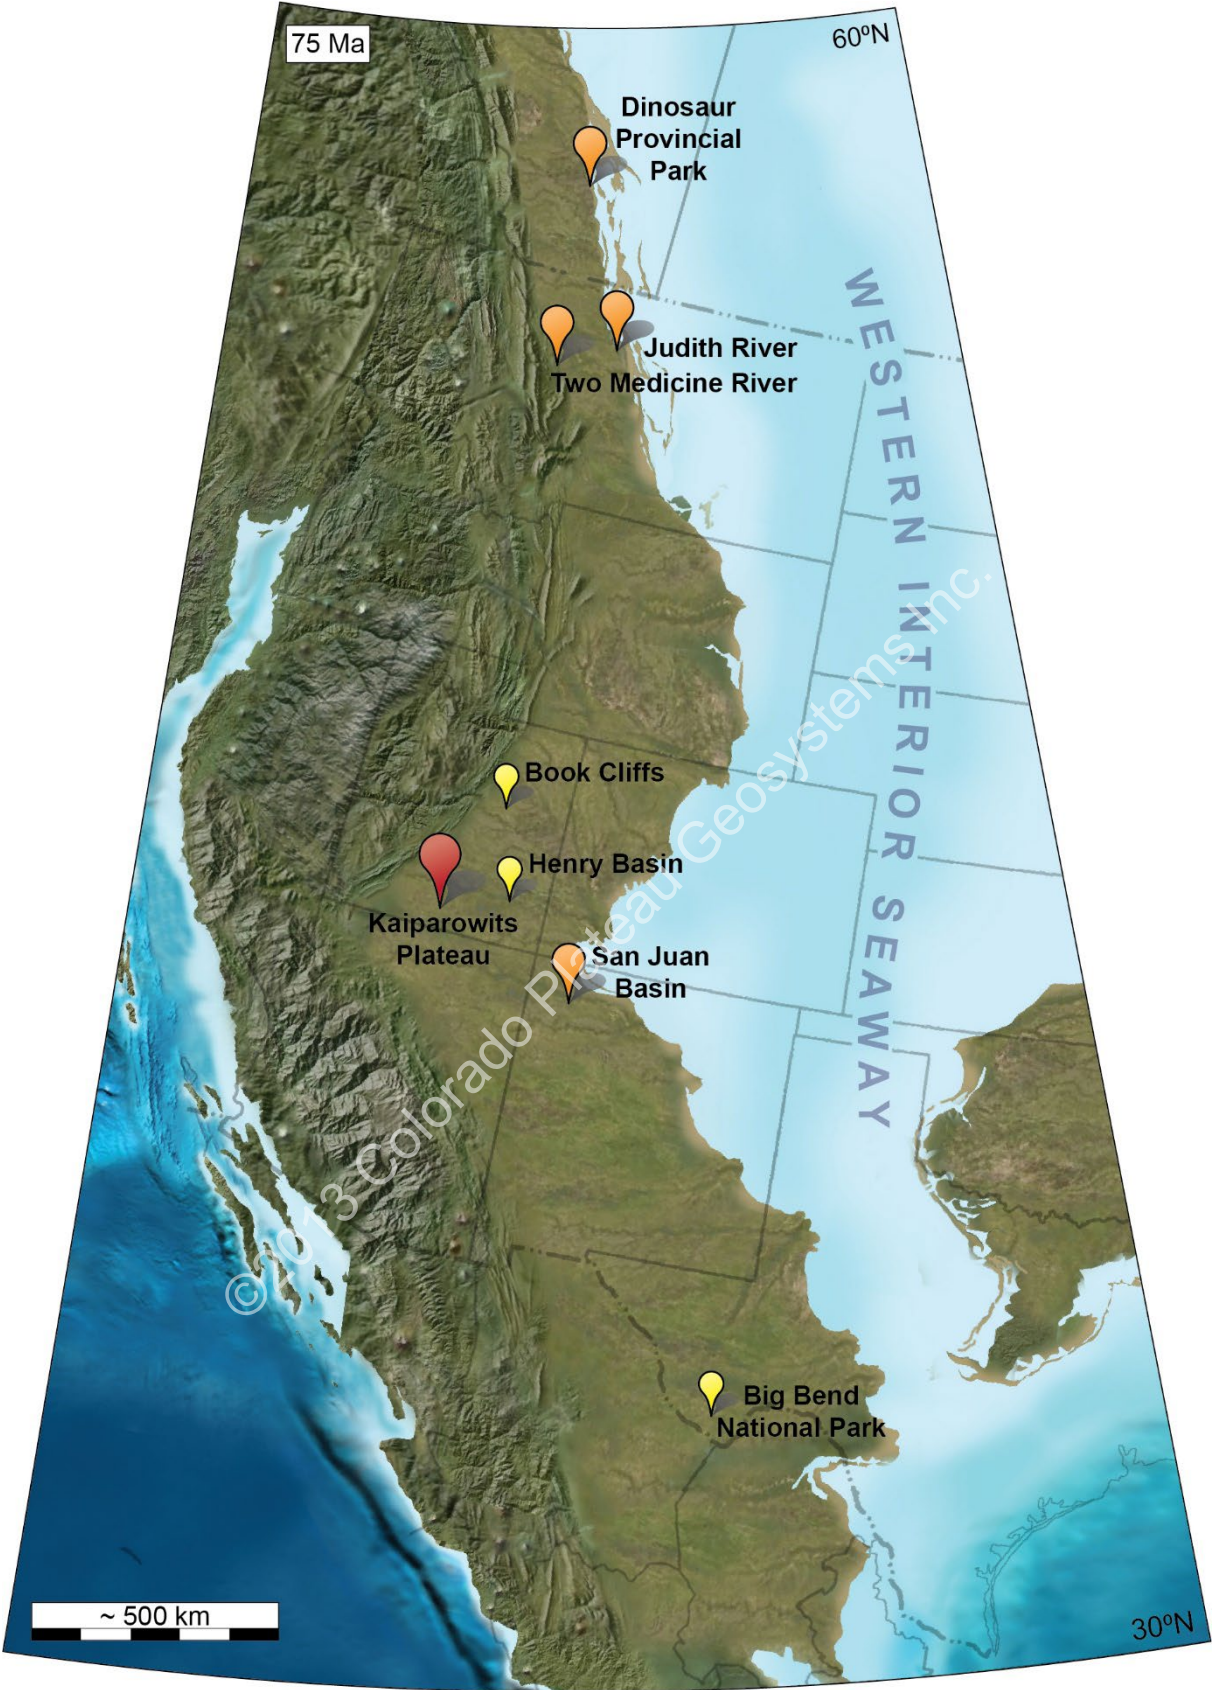 75 Ma
60ºN
Dinosaur
Provincial
Park
Judith River
Two Medicine River
WESTERN INTERIOR SEAWAY
Book Cliffs
Henry Basin
Kaiparowits
Plateau
San Juan
Basin
Big Bend
National Park
©2013 Colorado Plateau Geosystems Inc.
~ 500 km
30ºN